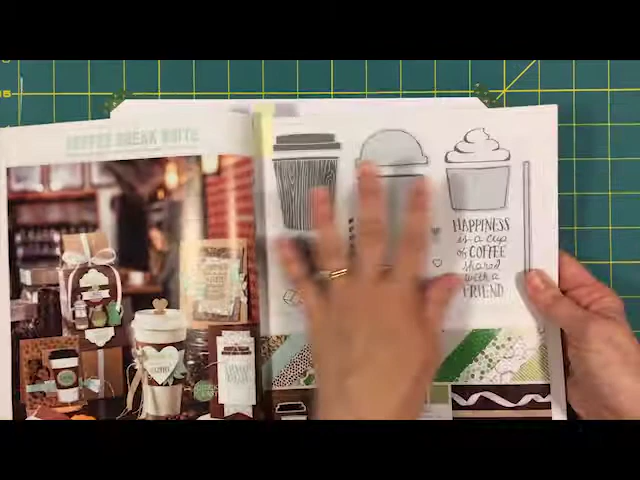 COFFEE BREAK SUITE
HAPPINESS
is a cup
of COFFEE
shared
with a
FRIEND